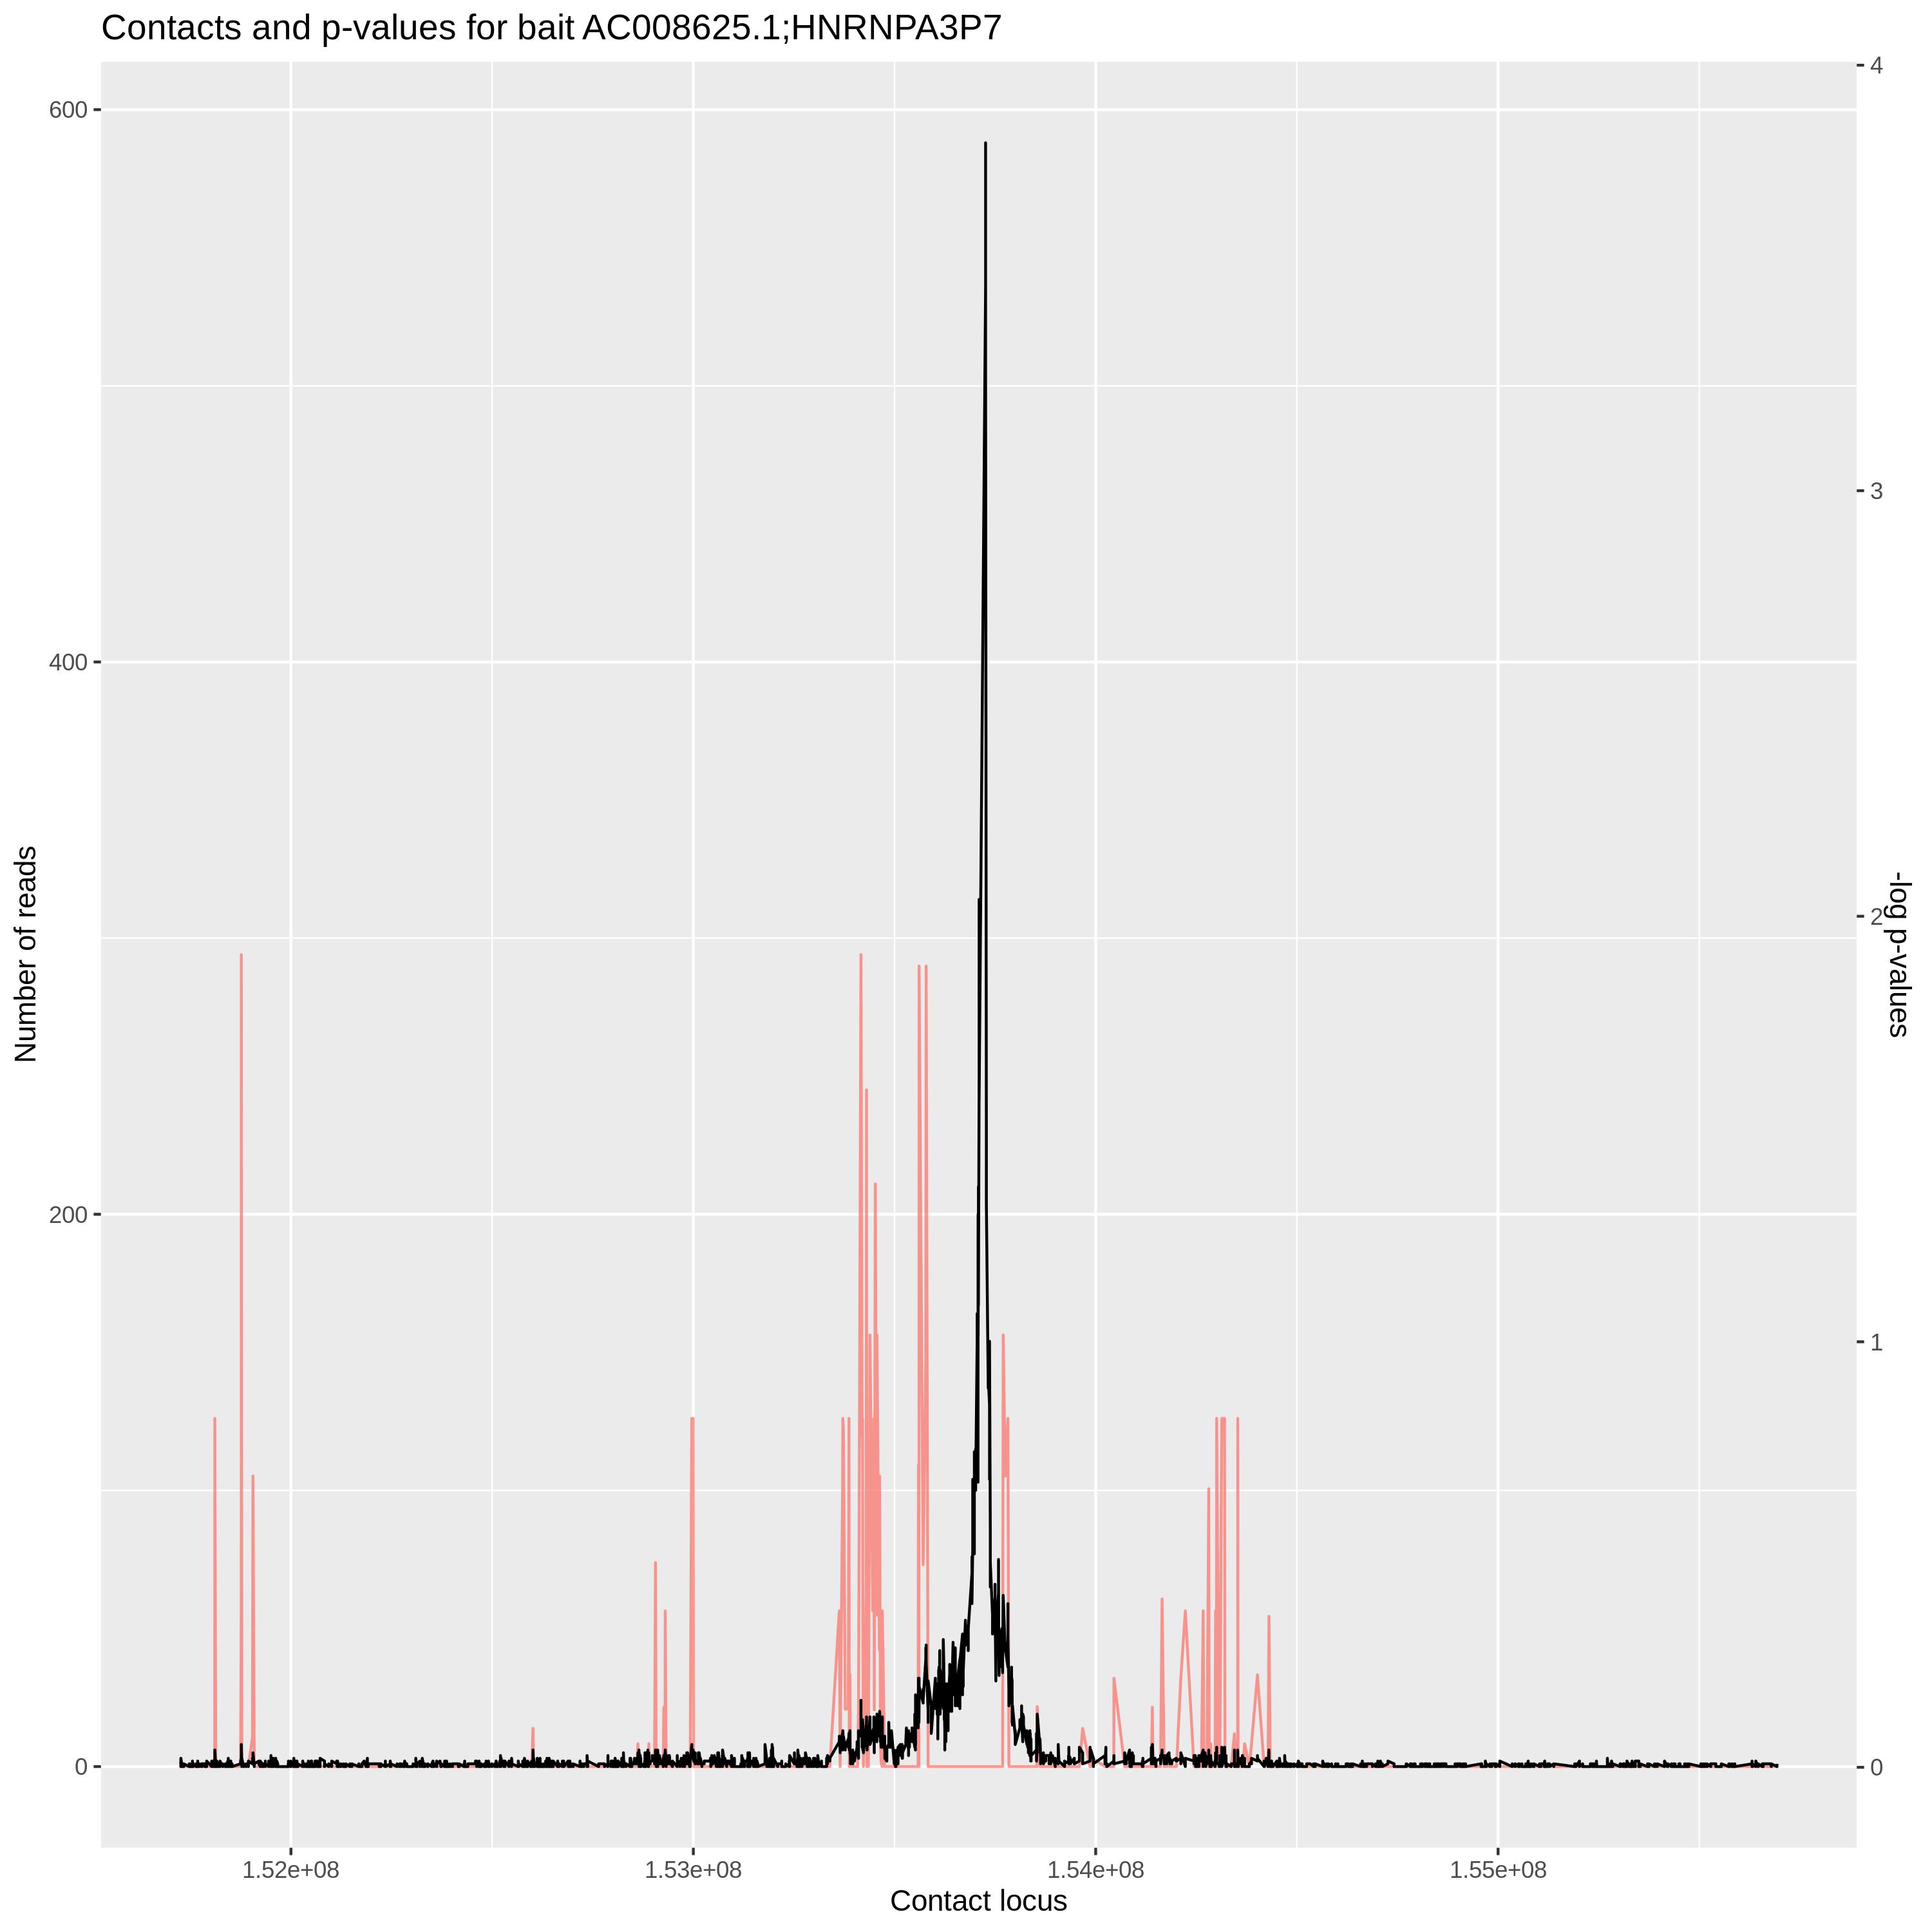 Contacts and p-values for bait AC008625.1;HNRNPA3P7
600
400
200
0
Number of reads
4
3
2
1
0
-log p-values
1.52e+08
1.53e+08
1.54e+08
1.55e+08
Contact locus